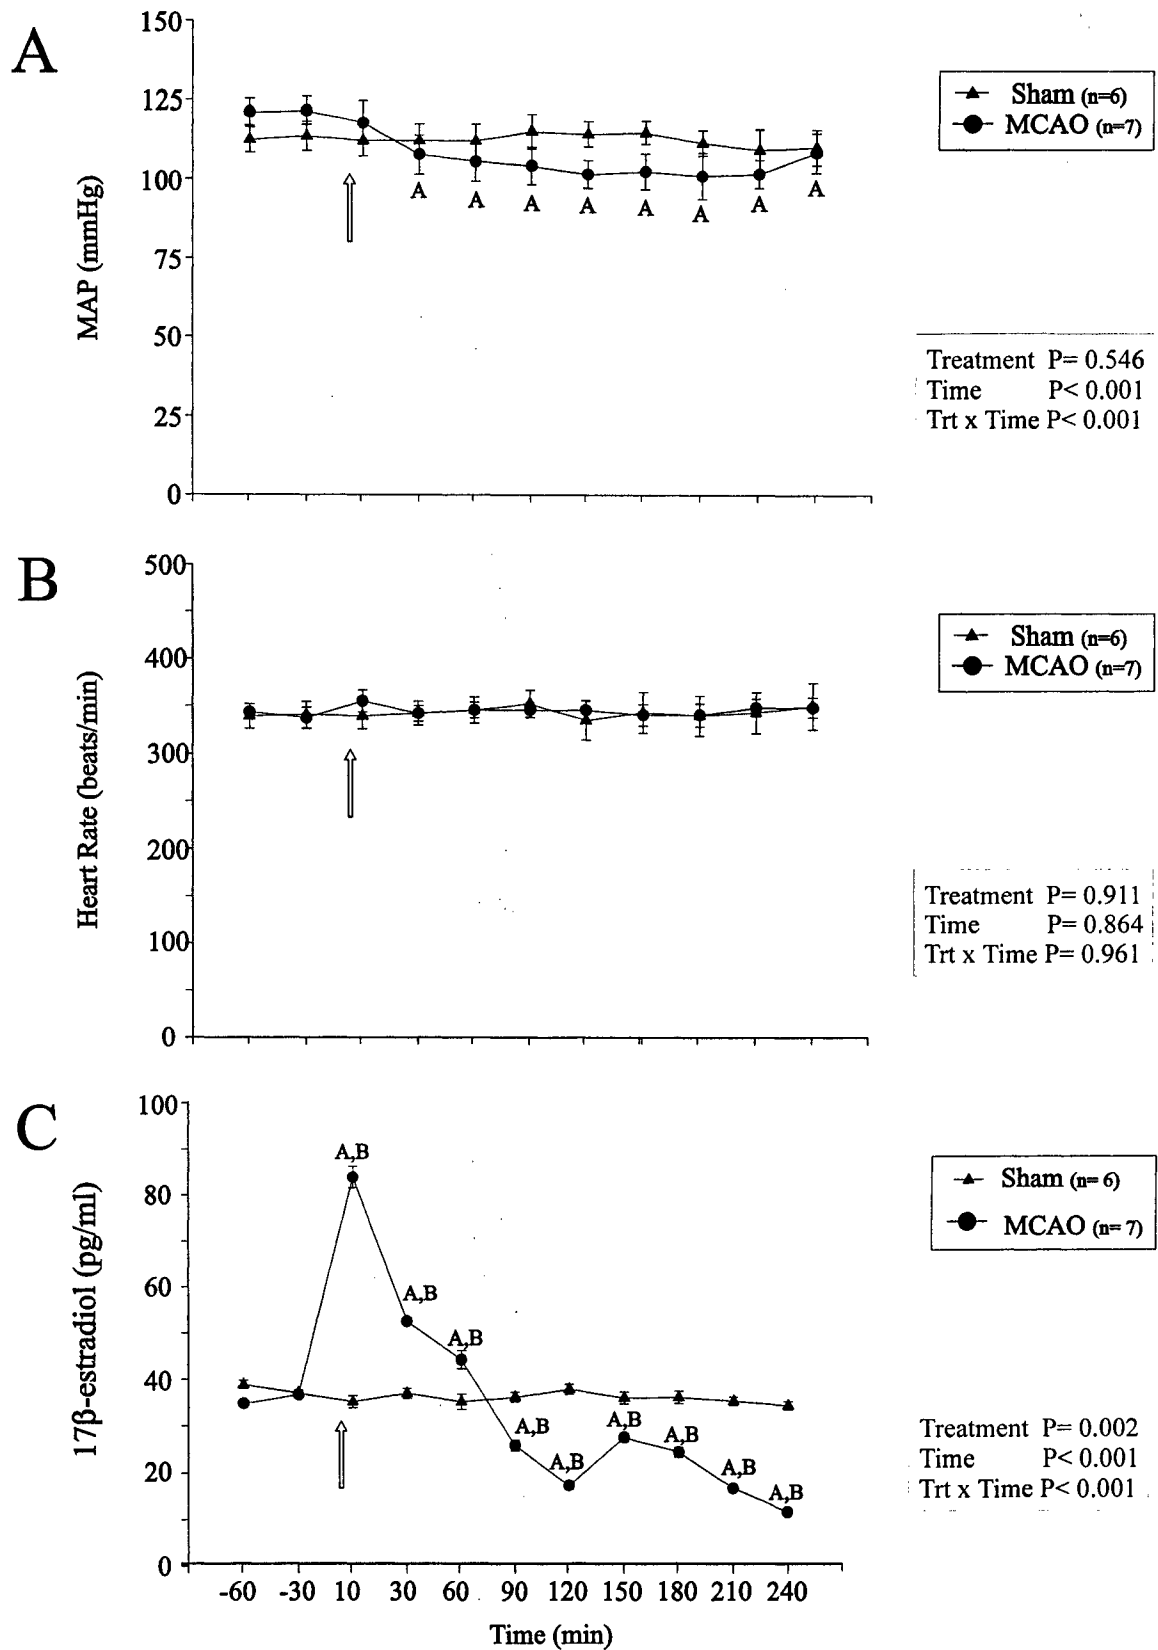 A
150
125
100
75
50
25
0
MAP (mmHg)
A A A A A A A A
Sham (n=6)
MCAO (n=7)
Treatment P= 0.546
Time P< 0.001
Trt x Time P< 0.001
B
500
400
300
200
100
0
Heart Rate (beats/min)
Sham (n=6)
MCAO (n=7)
Treatment P= 0.911
Time P= 0.864
Trt x Time P= 0.961
C
100
80
60
40
20
0
17β-estradiol (pg/ml)
A,B
A,B
A,B
A,B
A,B
A,B
A,B
A,B
A,B
Sham (n= 6)
MCAO (n= 7)
Treatment P= 0.002
Time P< 0.001
Trt x Time P< 0.001
-60 -30 10 30 60 90 120 150 180 210 240
Time (min)